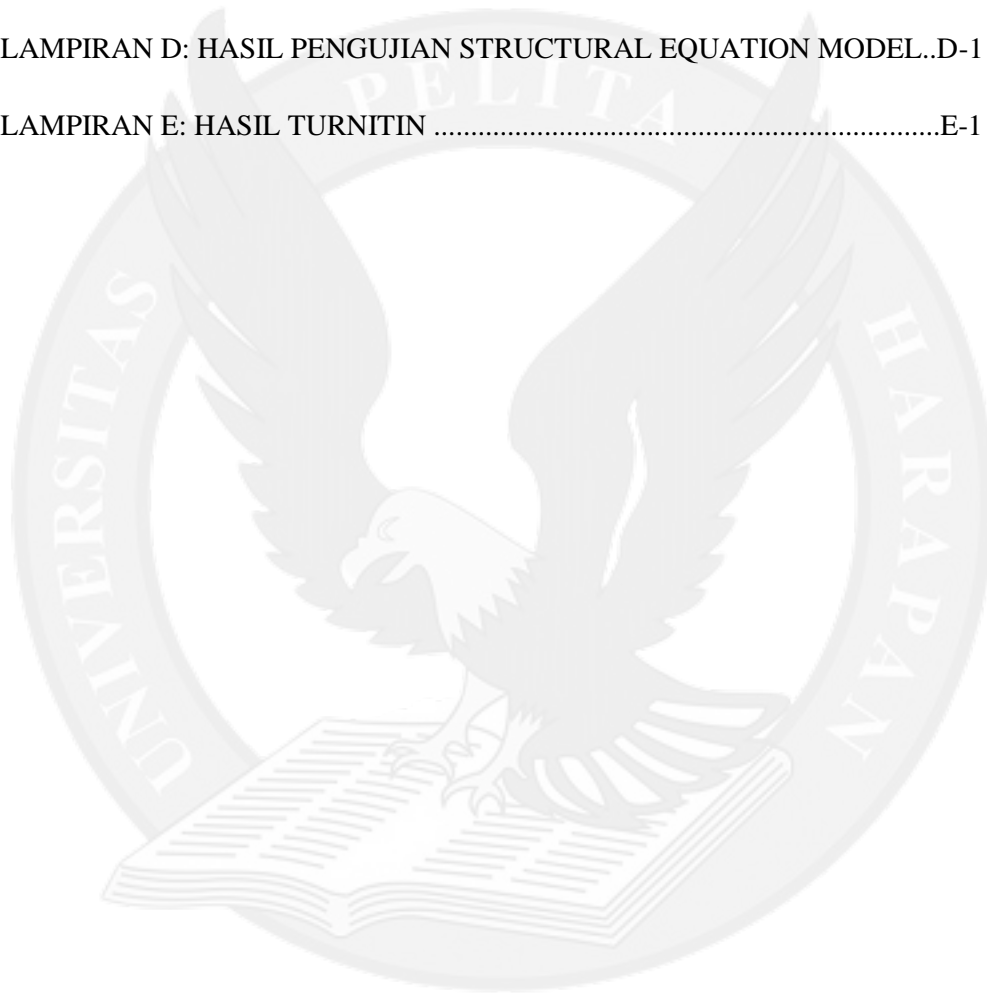 LAMPIRAN D: HASIL PENGUJIAN STRUCTURAL EQUATION MODEL..D-1
LAMPIRAN E: HASIL TURNITIN .....................................................................E-1
UNIVERSITAS PELITA HARAPAN